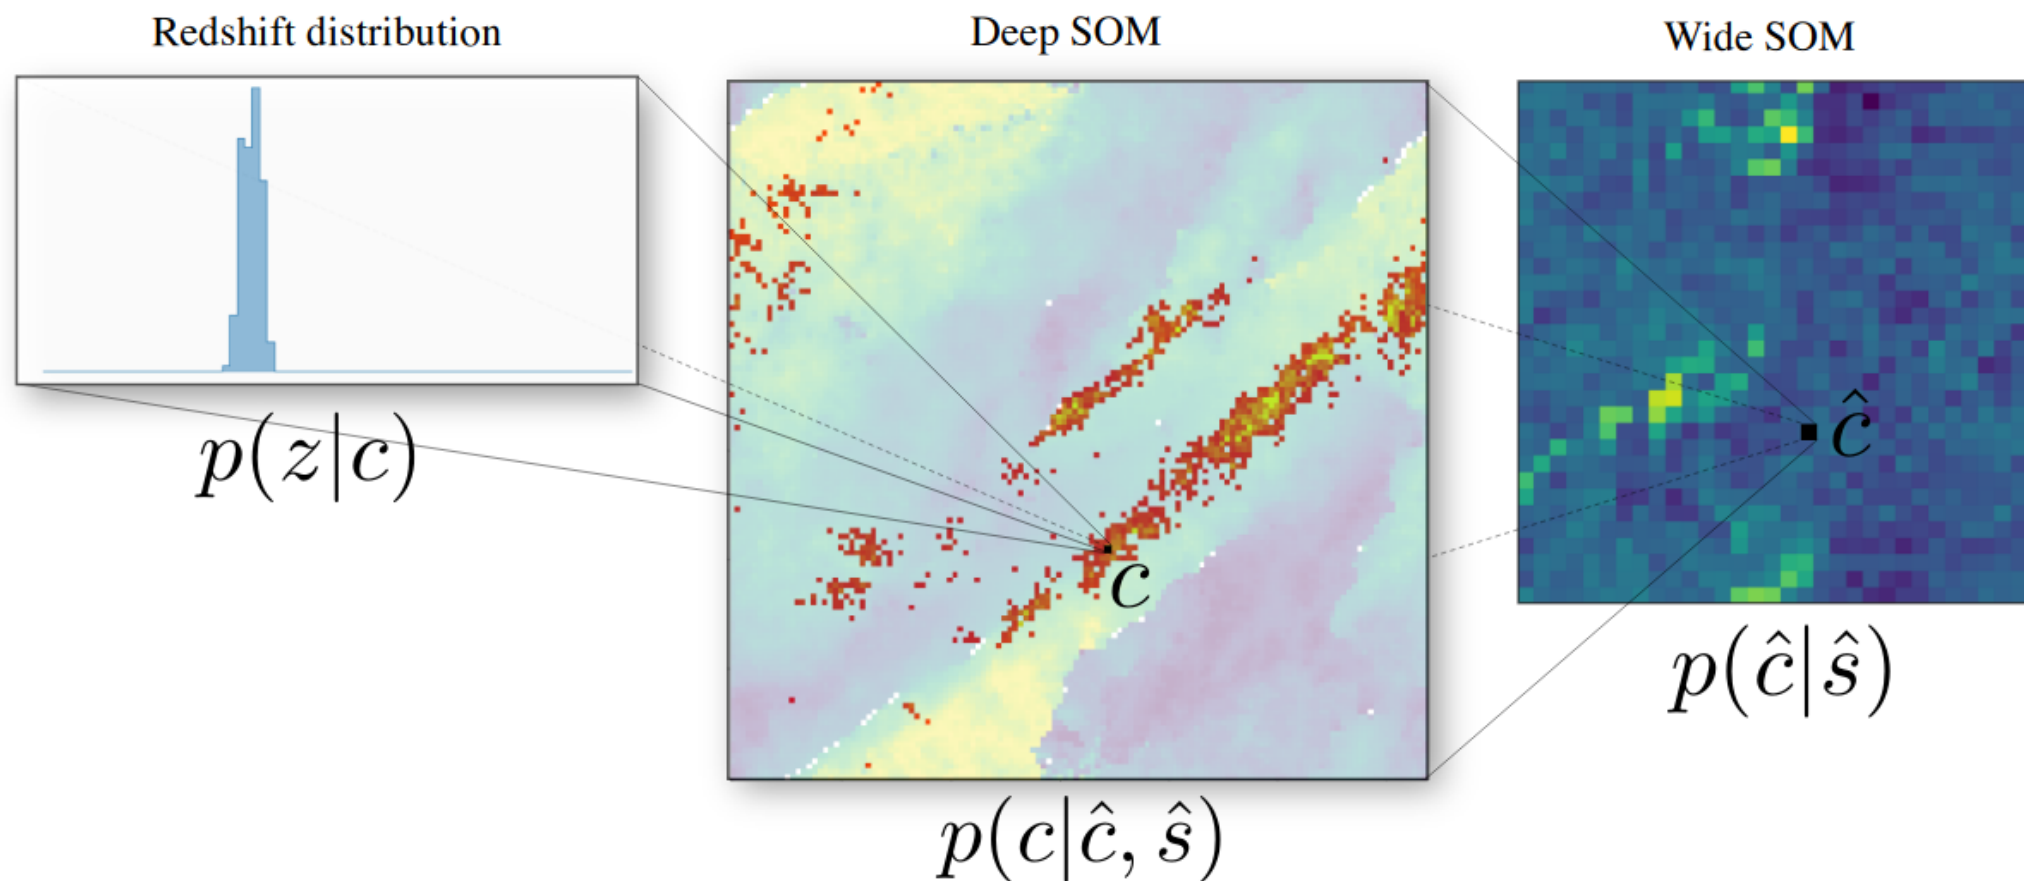 Redshift distribution
Deep SOM
Wide SOM
p(z|c)
c
ĉ
p(c|ĉ, ŝ)
p(ĉ|ŝ)